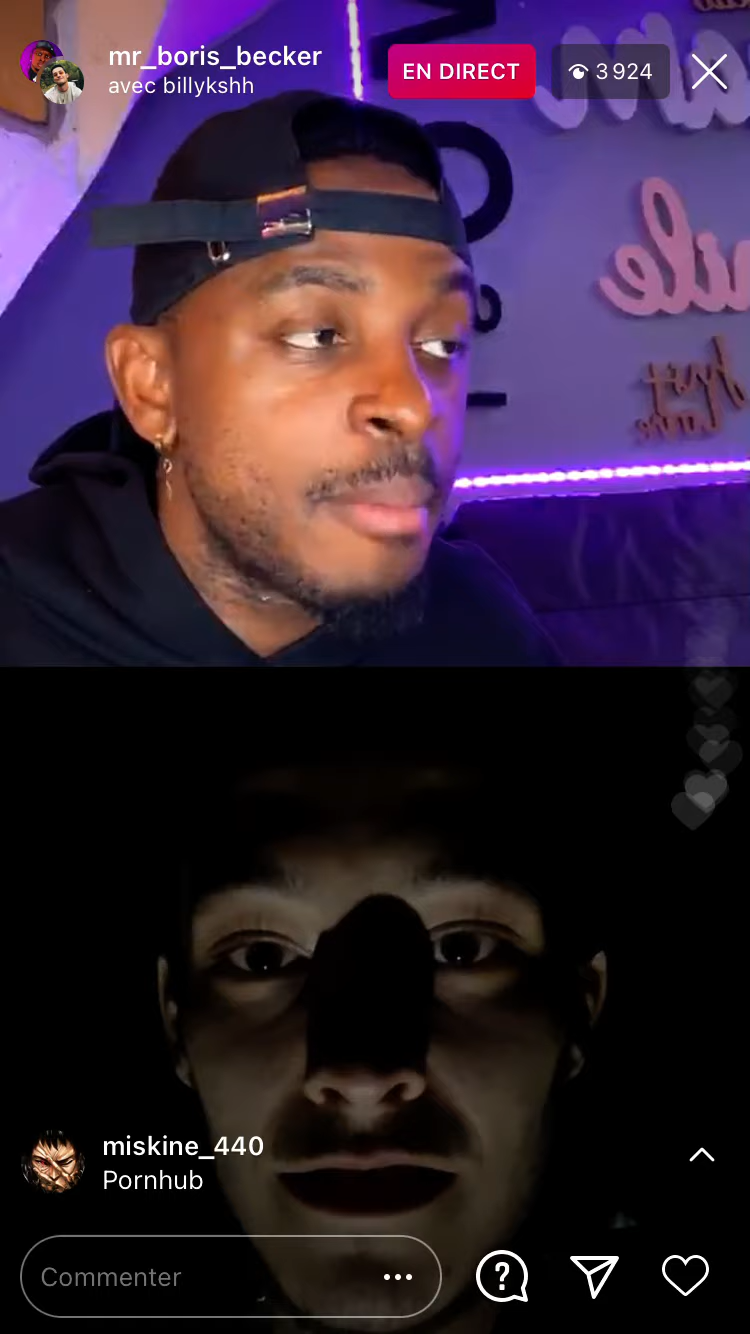 mr_boris_becker
avec billykshh
EN DIRECT
3 924
miskine_440
Pornhub
Commenter